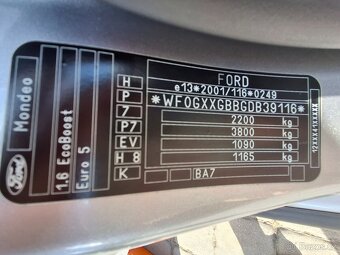 FORD
e13*2001/116*0249
*WF0GXXGBBGDB39116*
2200 kg
3800 kg
1090 kg
1165 kg
BA7
H
P
7
P7
EV
H 8
K
1.6 EcoBoost
Euro 5
Mondeo
Ford